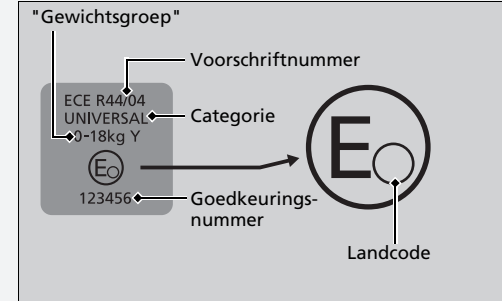 "Gewichtsgroep"
Voorschriftnummer
ECE R44/04
UNIVERSAL
Categorie
0-18kg Y
E
E
123456
Goedkeurings-
nummer
Landcode